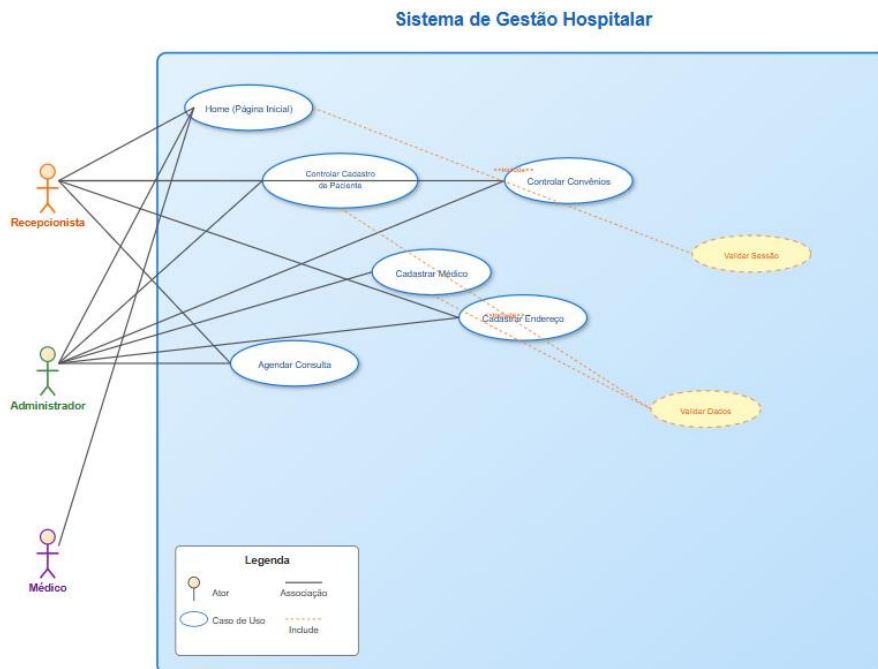 Sistema de Gestão Hospitalar
Home (Página Inicial)
Recepcionista
Controlar Cadastro
de Paciente
Controlar Convênios
Validar Sessão
Cadastrar Médico
Cadastrar Endereço
Administrador
Agendar Consulta
Validar Dados
Médico
Legenda
Ator
Associação
Caso de Uso
Include